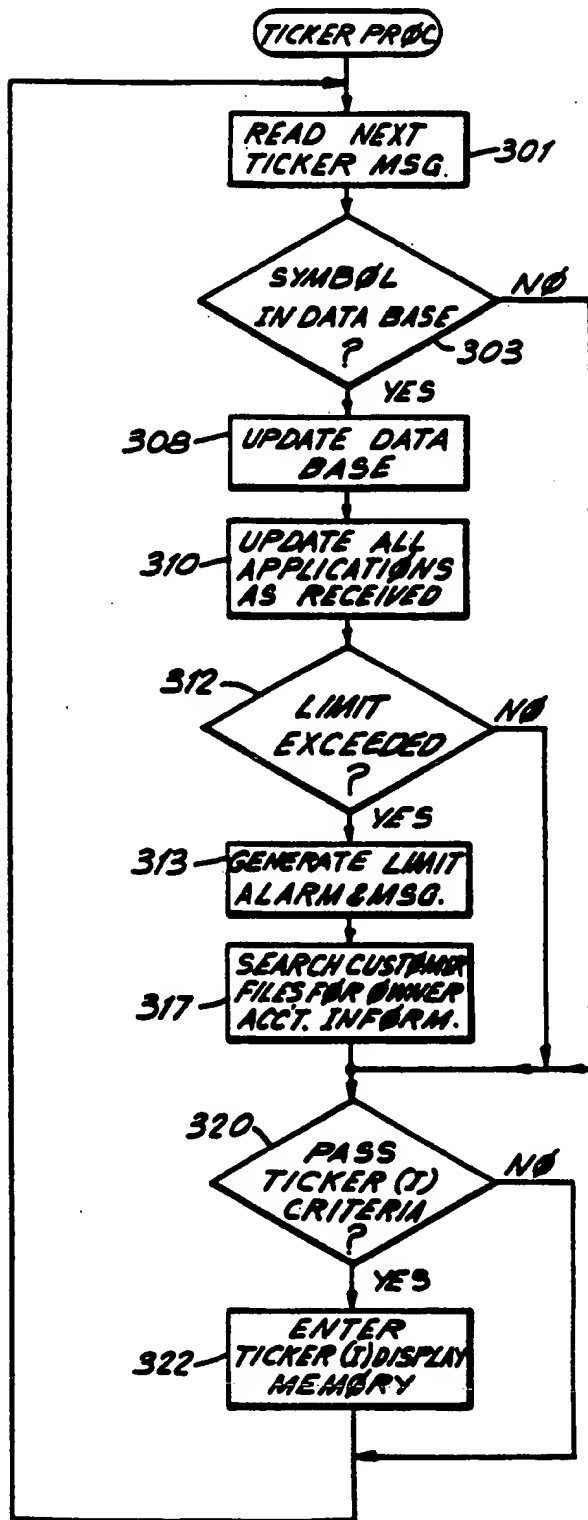 TICKER PRØC
READ NEXT
TICKER MSG.
301
SYMBØL
IN DATA BASE
?
NØ
303
YES
308
UPDATE DATA
BASE
310
UPDATE ALL
APPLICATIØNS
AS RECEIVED
312
LIMIT
EXCEEDED
?
NØ
YES
313
GENERATE LIMIT
ALARM & MSG.
317
SEARCH CUSTØMER
FILES FØR ØWNER
ACC'T. INFØRM.
320
PASS
TICKER (I)
CRITERIA
?
NØ
YES
322
ENTER
TICKER (I) DISPLAY
MEMØRY